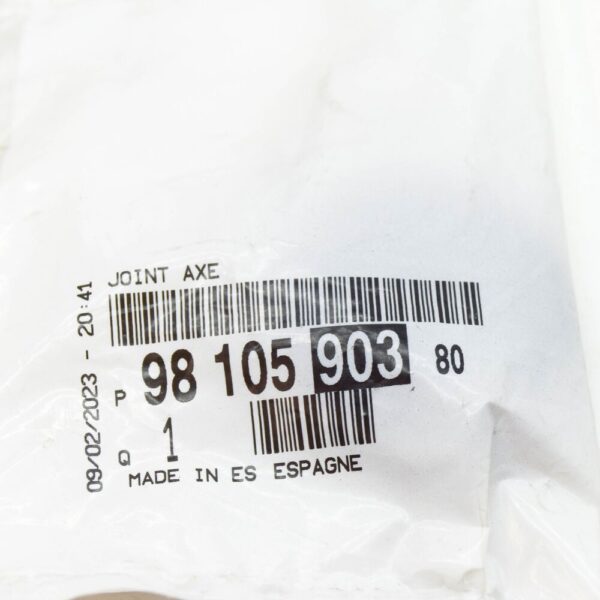 JOINT AXE
P 98 105 903 80
Q 1
MADE IN ES ESPAGNE
09/02/2023 - 20:41